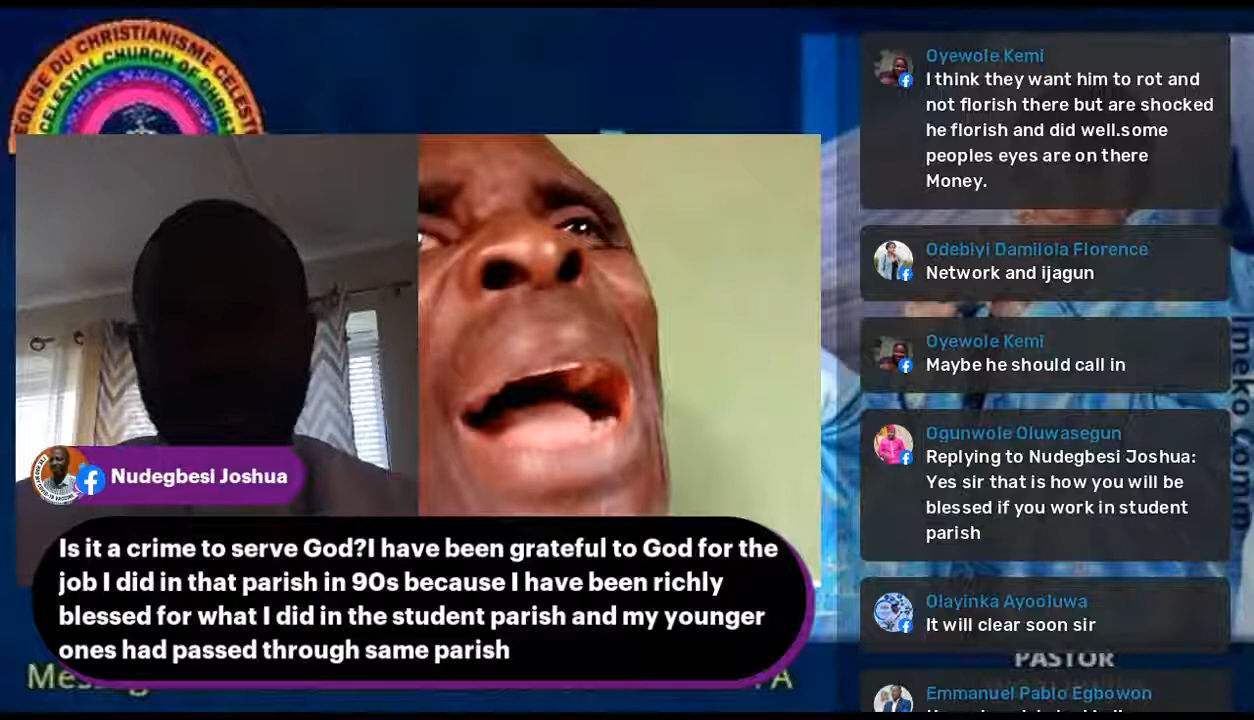 EGLISE DU CHRISTIANISME CELESTE
CELESTIAL CHURCH OF CHRIST
Nudegbesi Joshua
Is it a crime to serve God?I have been grateful to God for the
job I did in that parish in 90s because I have been richly
blessed for what I did in the student parish and my younger
ones had passed through same parish
Oyewole Kemi
I think they want him to rot and
not florish there but are shocked
he florish and did well.some
peoples eyes are on there
Money.
Odebiyi Damilola Florence
Network and ijagun
Oyewole Kemi
Maybe he should call in
Ogunwole Oluwasegun
Replying to Nudegbesi Joshua:
Yes sir that is how you will be
blessed if you work in student
parish
Olayinka Ayooluwa
It will clear soon sir
PASTOR
Emmanuel Pablo Egbowon